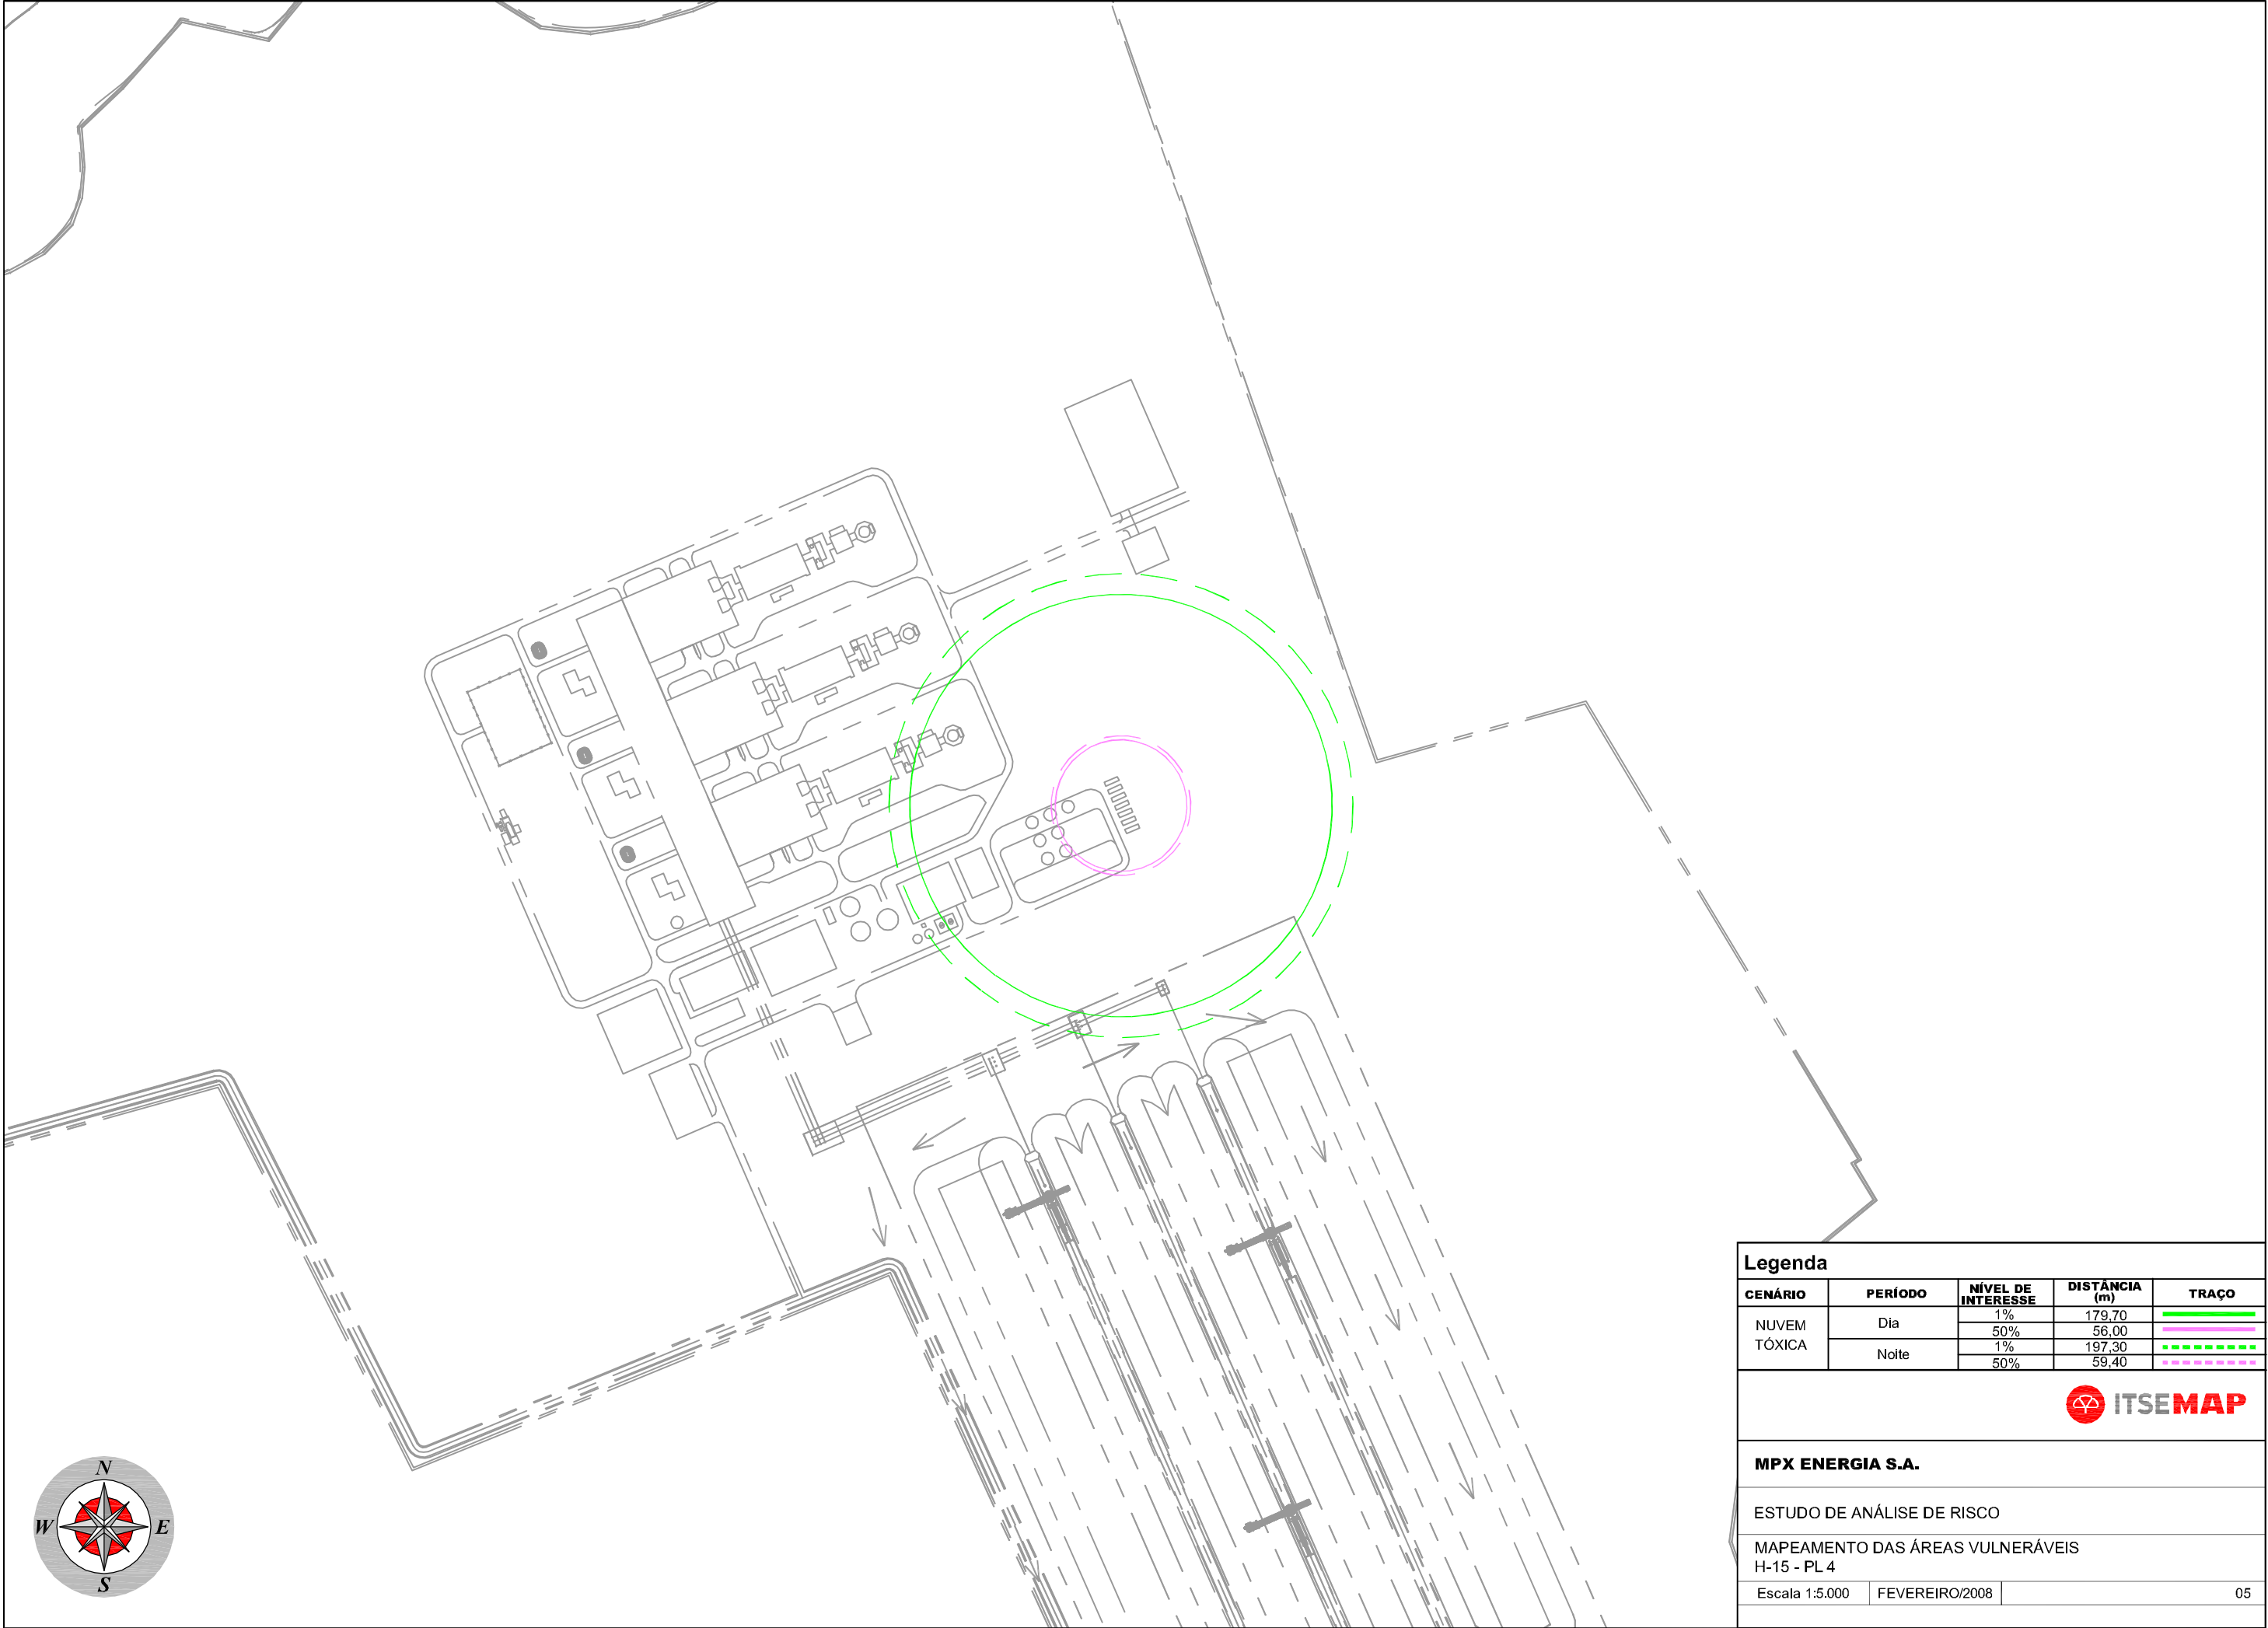 Legenda
CENÁRIO PERÍODO NÍVEL DE INTERESSE DISTÂNCIA (m) TRAÇO
NUVEM TÓXICA Dia 1% 179,70
50% 56,00
Noite 1% 197,30
50% 59,40
ITSEMAP
MPX ENERGIA S.A.
ESTUDO DE ANÁLISE DE RISCO
MAPEAMENTO DAS ÁREAS VULNERÁVEIS
H-15 - PL 4
Escala 1:5.000 FEVEREIRO/2008 05
N
W E
S